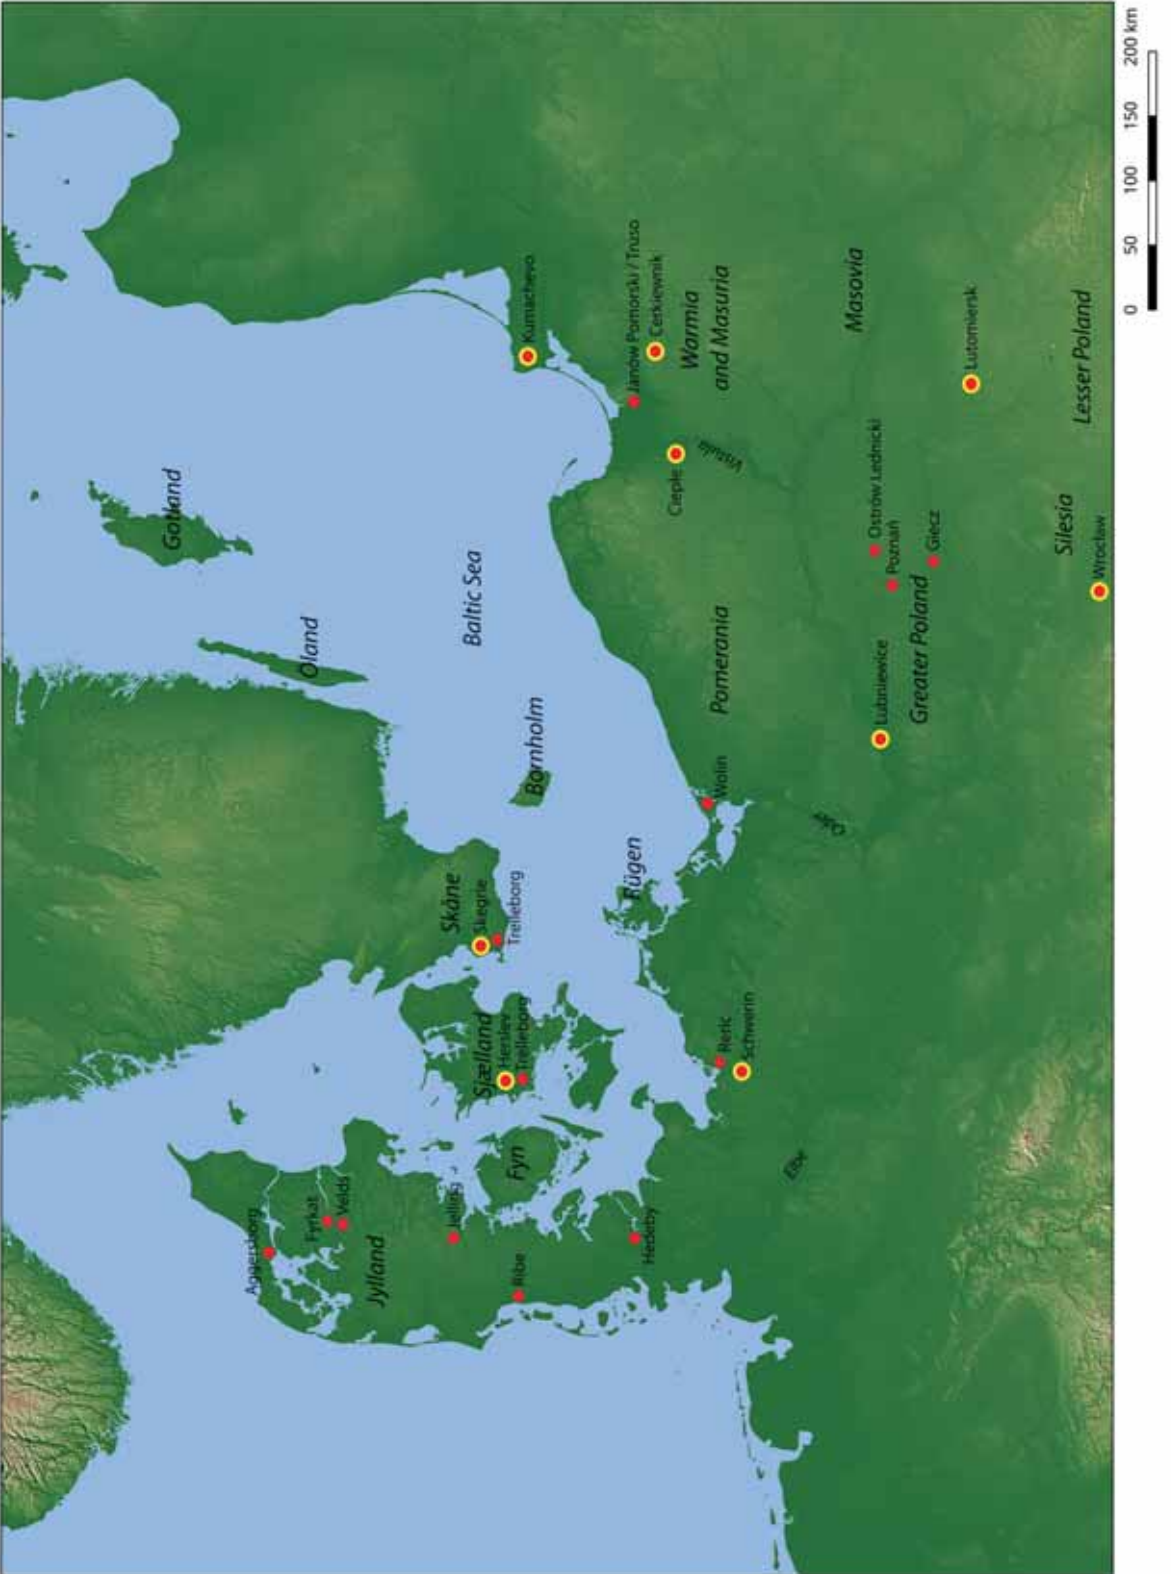 Gotland
Öland
Baltic Sea
Bornholm
Skåne
Skegrie
Trelleborg
Sjælland
Herslev
Trelleborg
Fyn
Aggersborg
Fyrkat
Velds
Jylland
Jelling
Ribe
Hedeby
Rügen
Reric
Schwerin
Elbe
Wolin
Pomerania
Oder
Kumachevo
Janów Pomorski / Truso
Cerkiewnik
Warmia
and Masuria
Ciepłe
Vistula
Masovia
Ostrów Lednicki
Poznań
Giecz
Lubniewice
Greater Poland
Lutomiersk
Silesia
Wrocław
Lesser Poland
0 50 100 150 200 km